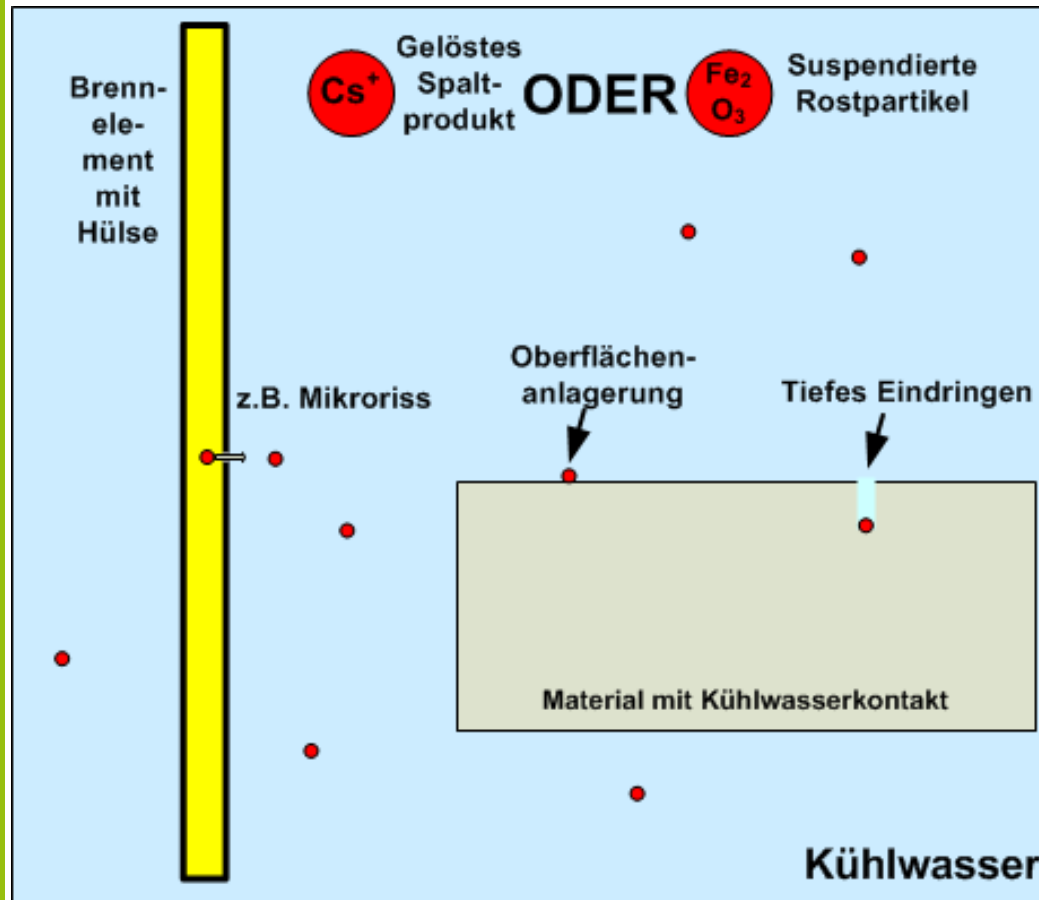 Brenn-
ele-
ment
mit
Hülse
Cs+
Gelöstes
Spalt-
produkt
ODER
Fe2
O3
Suspendierte
Rostpartikel
z.B. Mikroriss
Oberflächen-
anlagerung
Tiefes Eindringen
Material mit Kühlwasserkontakt
Kühlwasser